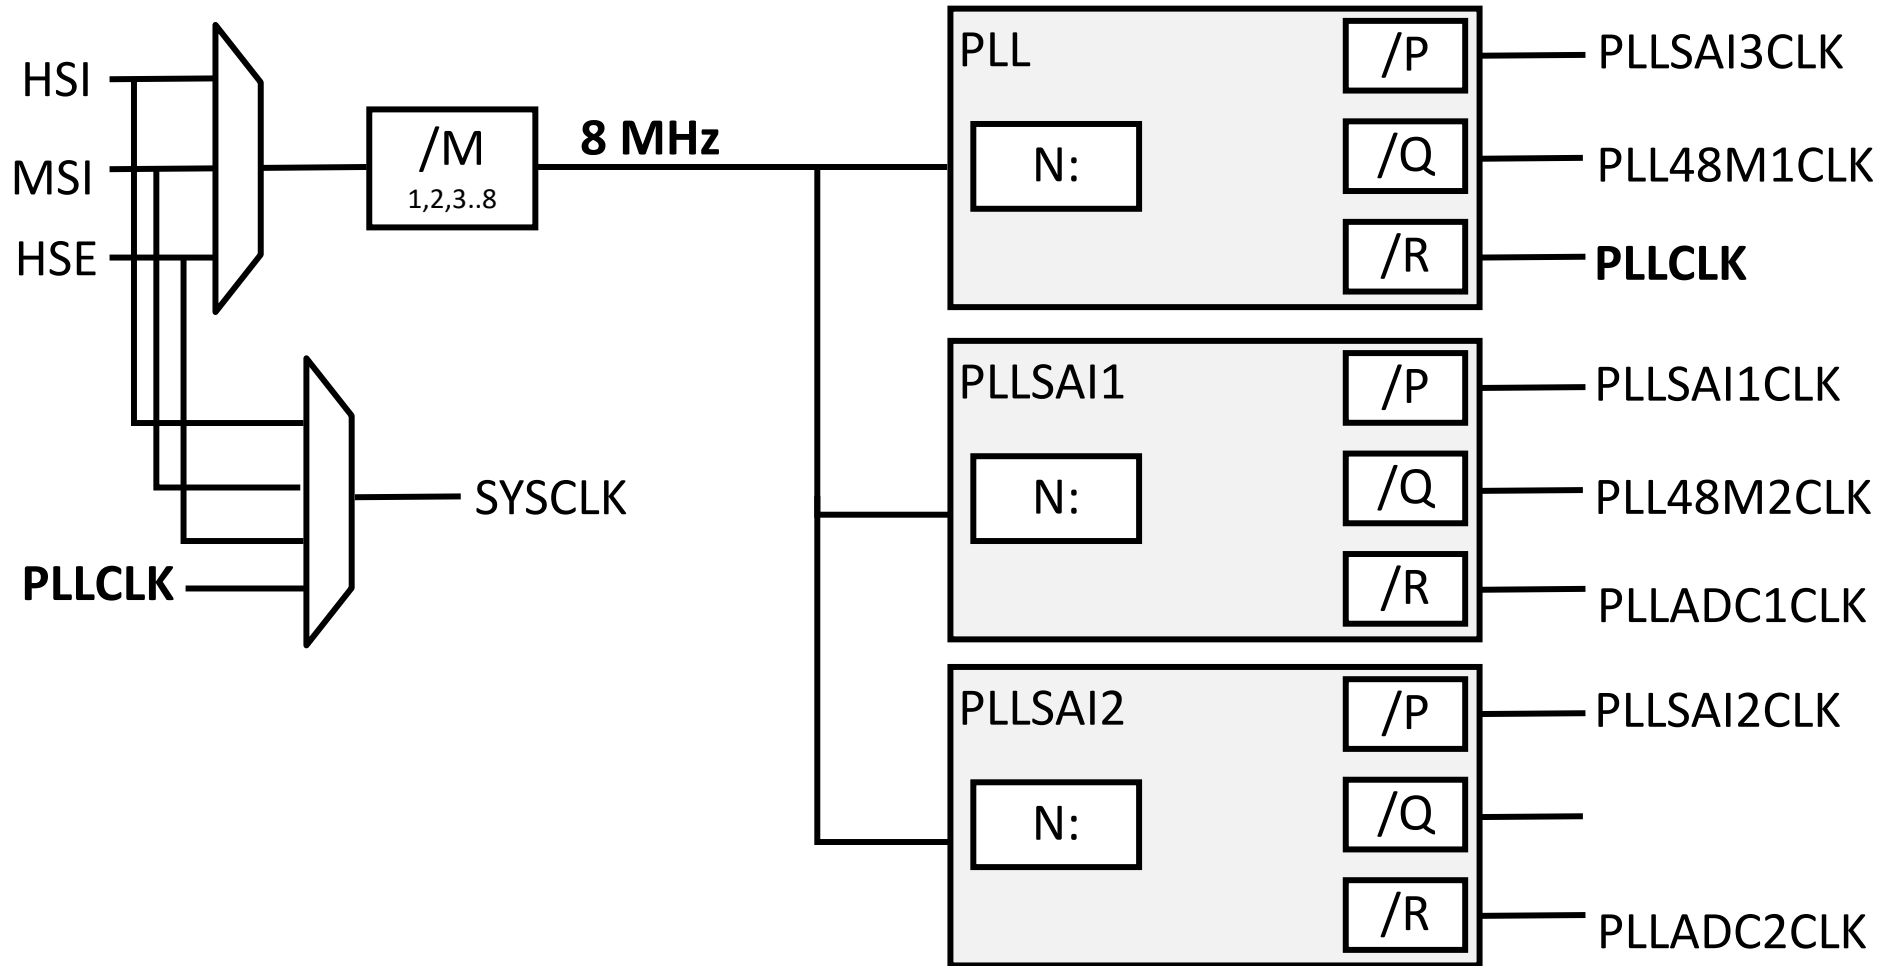 HSI
MSI
HSE
/M
1,2,3..8
8 MHz
SYSCLK
PLLCLK
PLL
N:
/P
/Q
/R
PLLSAI3CLK
PLL48M1CLK
PLLCLK
PLLSAI1
N:
/P
/Q
/R
PLLSAI1CLK
PLL48M2CLK
PLLADC1CLK
PLLSAI2
N:
/P
/Q
/R
PLLSAI2CLK
PLLADC2CLK